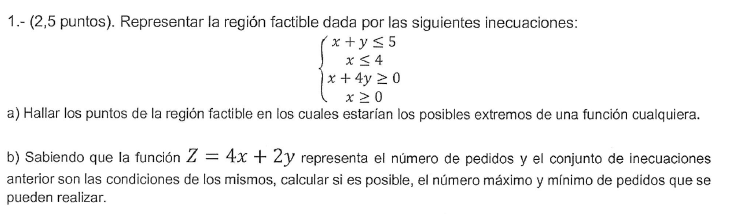 1.- (2,5 puntos). Representar la región factible dada por las siguientes inecuaciones:
x + y ≤ 5
x ≤ 4
x + 4y ≥ 0
x ≥ 0
a) Hallar los puntos de la región factible en los cuales estarían los posibles extremos de una función cualquiera.
b) Sabiendo que la función Z = 4x + 2y representa el número de pedidos y el conjunto de inecuaciones
anterior son las condiciones de los mismos, calcular si es posible, el número máximo y mínimo de pedidos que se
pueden realizar.